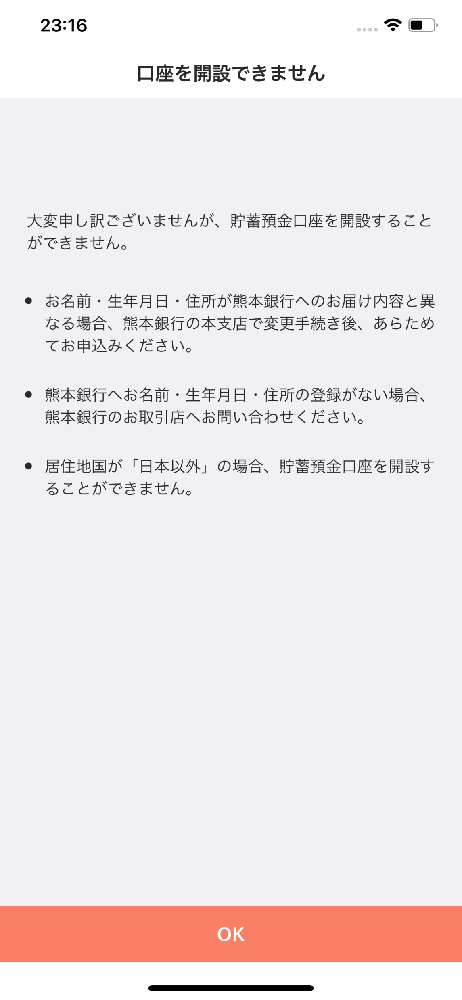 23:16
口座を開設できません
大変申し訳ございませんが、貯蓄預金口座を開設すること
ができません。
• お名前・生年月日・住所が熊本銀行へのお届け内容と異
なる場合、熊本銀行の本支店で変更手続き後、あらため
てお申込みください。
• 熊本銀行へお名前・生年月日・住所の登録がない場合、
熊本銀行のお取引店へお問い合わせください。
• 居住地国が「日本以外」の場合、貯蓄預金口座を開設す
ることができません。
OK